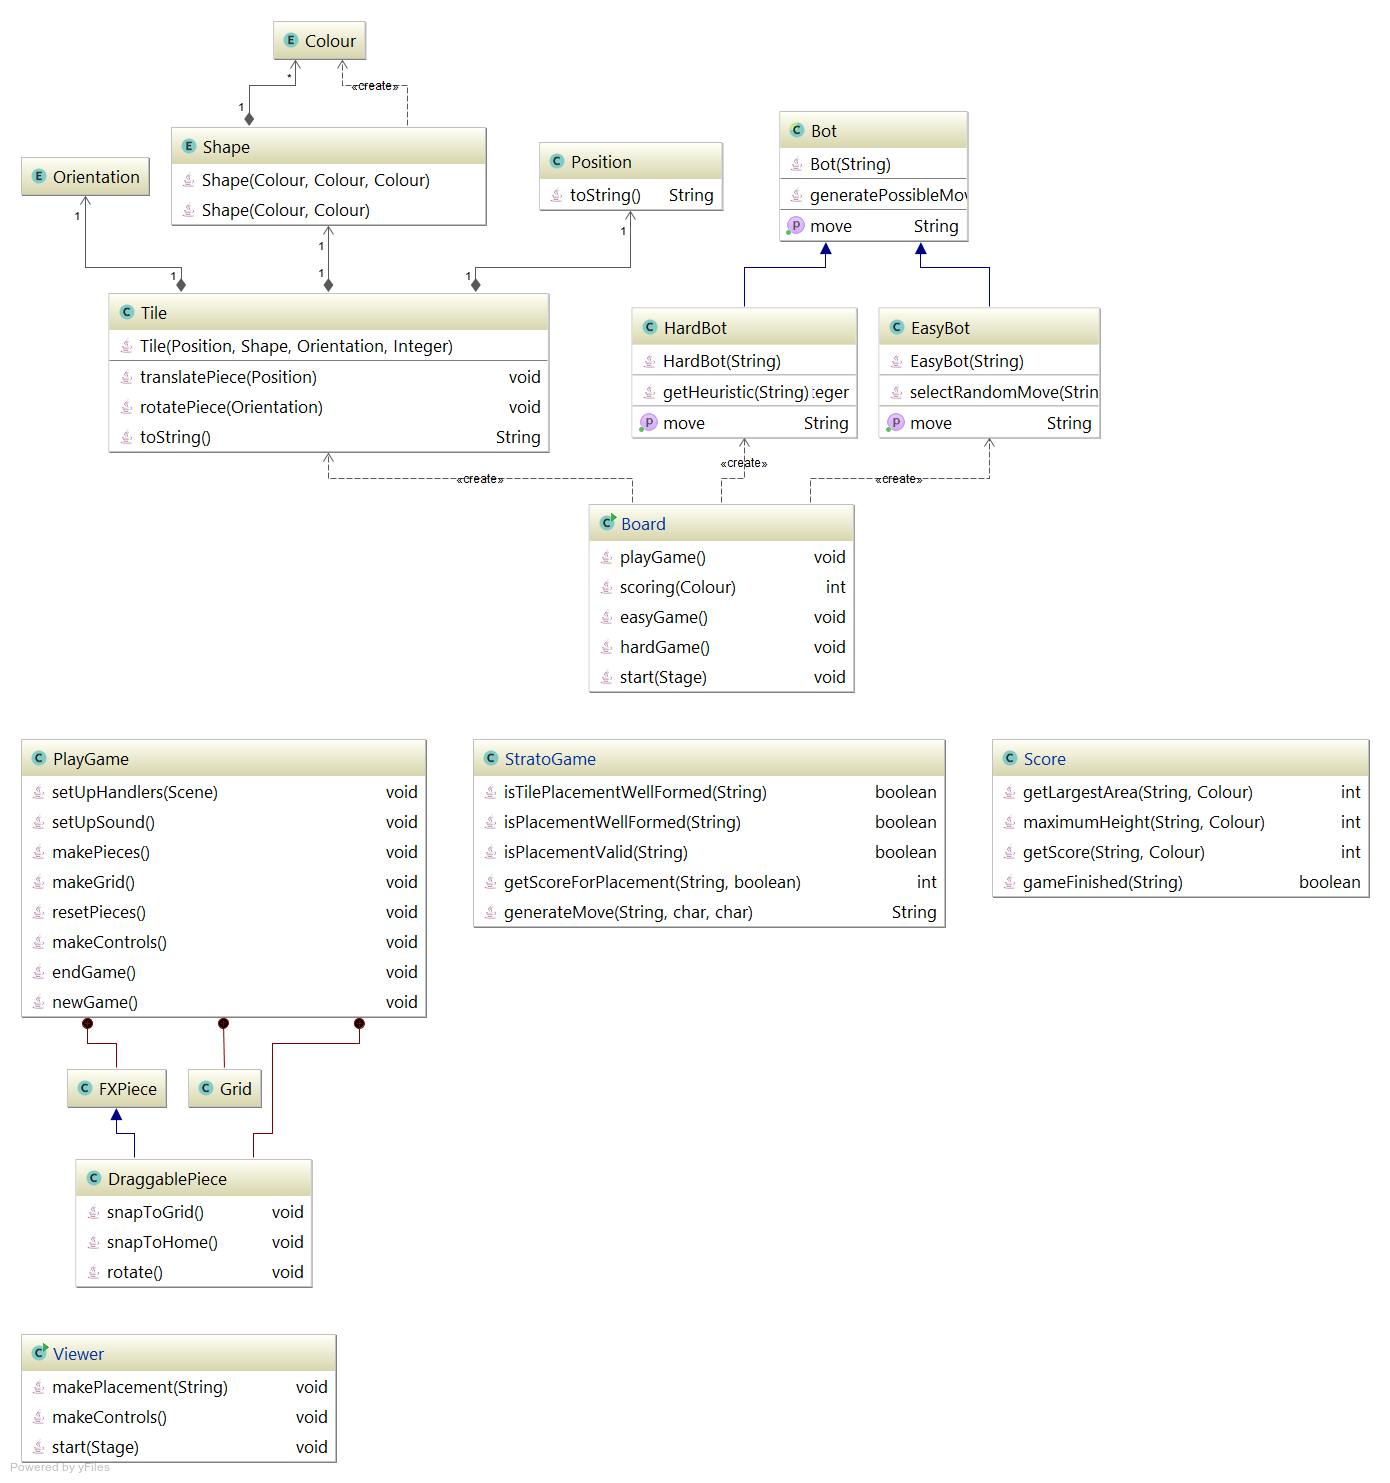 Colour
*
«create»
1
Shape
Shape(Colour, Colour, Colour)
Shape(Colour, Colour)
Orientation
1
Position
toString() String
1
Bot
Bot(String)
generatePossibleMov
move String
1
1
1
1
1
Tile
Tile(Position, Shape, Orientation, Integer)
translatePiece(Position) void
rotatePiece(Orientation) void
toString() String
HardBot
HardBot(String)
getHeuristic(String) teger
move String
EasyBot
EasyBot(String)
selectRandomMove(Strin
move String
«create»
«create»
«create»
Board
playGame() void
scoring(Colour) int
easyGame() void
hardGame() void
start(Stage) void
PlayGame
setUpHandlers(Scene) void
setUpSound() void
makePieces() void
makeGrid() void
resetPieces() void
makeControls() void
endGame() void
newGame() void
StratoGame
isTilePlacementWellFormed(String) boolean
isPlacementWellFormed(String) boolean
isPlacementValid(String) boolean
getScoreForPlacement(String, boolean) int
generateMove(String, char, char) String
Score
getLargestArea(String, Colour) int
maximumHeight(String, Colour) int
getScore(String, Colour) int
gameFinished(String) boolean
FXPiece
Grid
DraggablePiece
snapToGrid() void
snapToHome() void
rotate() void
Viewer
makePlacement(String) void
makeControls() void
start(Stage) void
Powered by yFiles